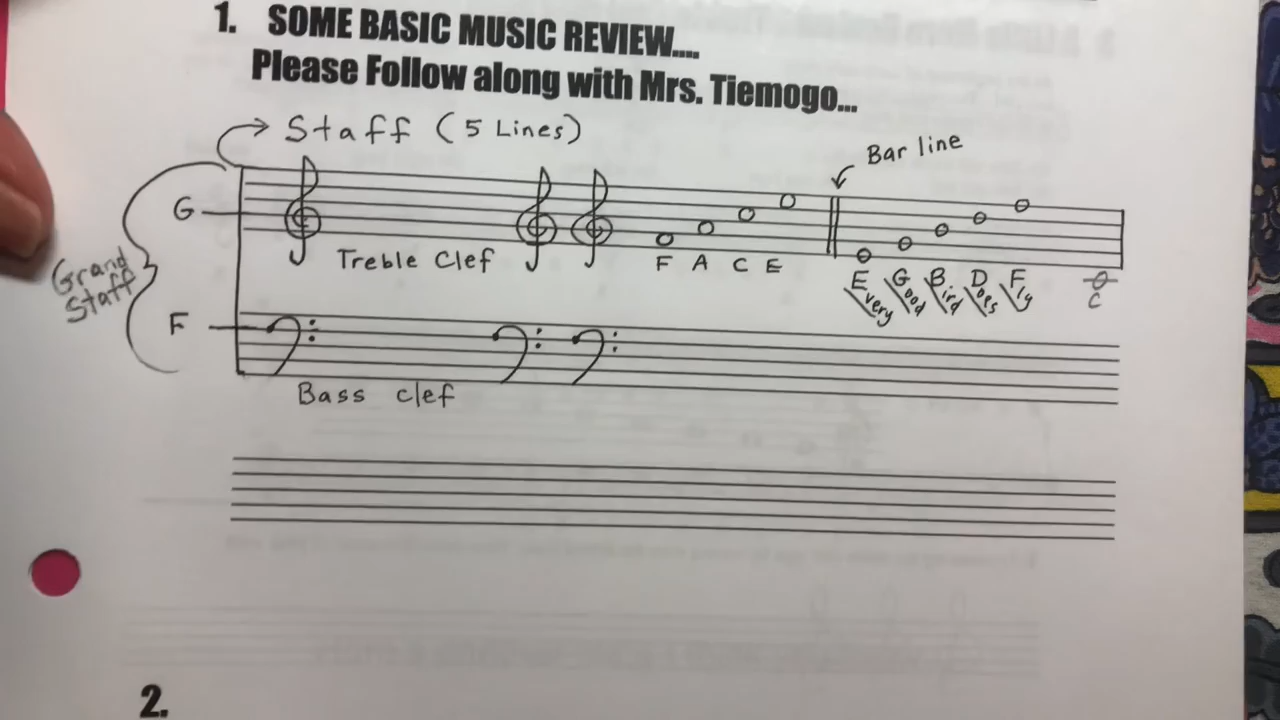 1. SOME BASIC MUSIC REVIEW....
Please Follow along with Mrs. Tiemogo...
Staff (5 Lines)
Bar line
G
Treble Clef
F A C E
Every Good Bird Does Fly
C
Grand
Staff
F
Bass clef
2.